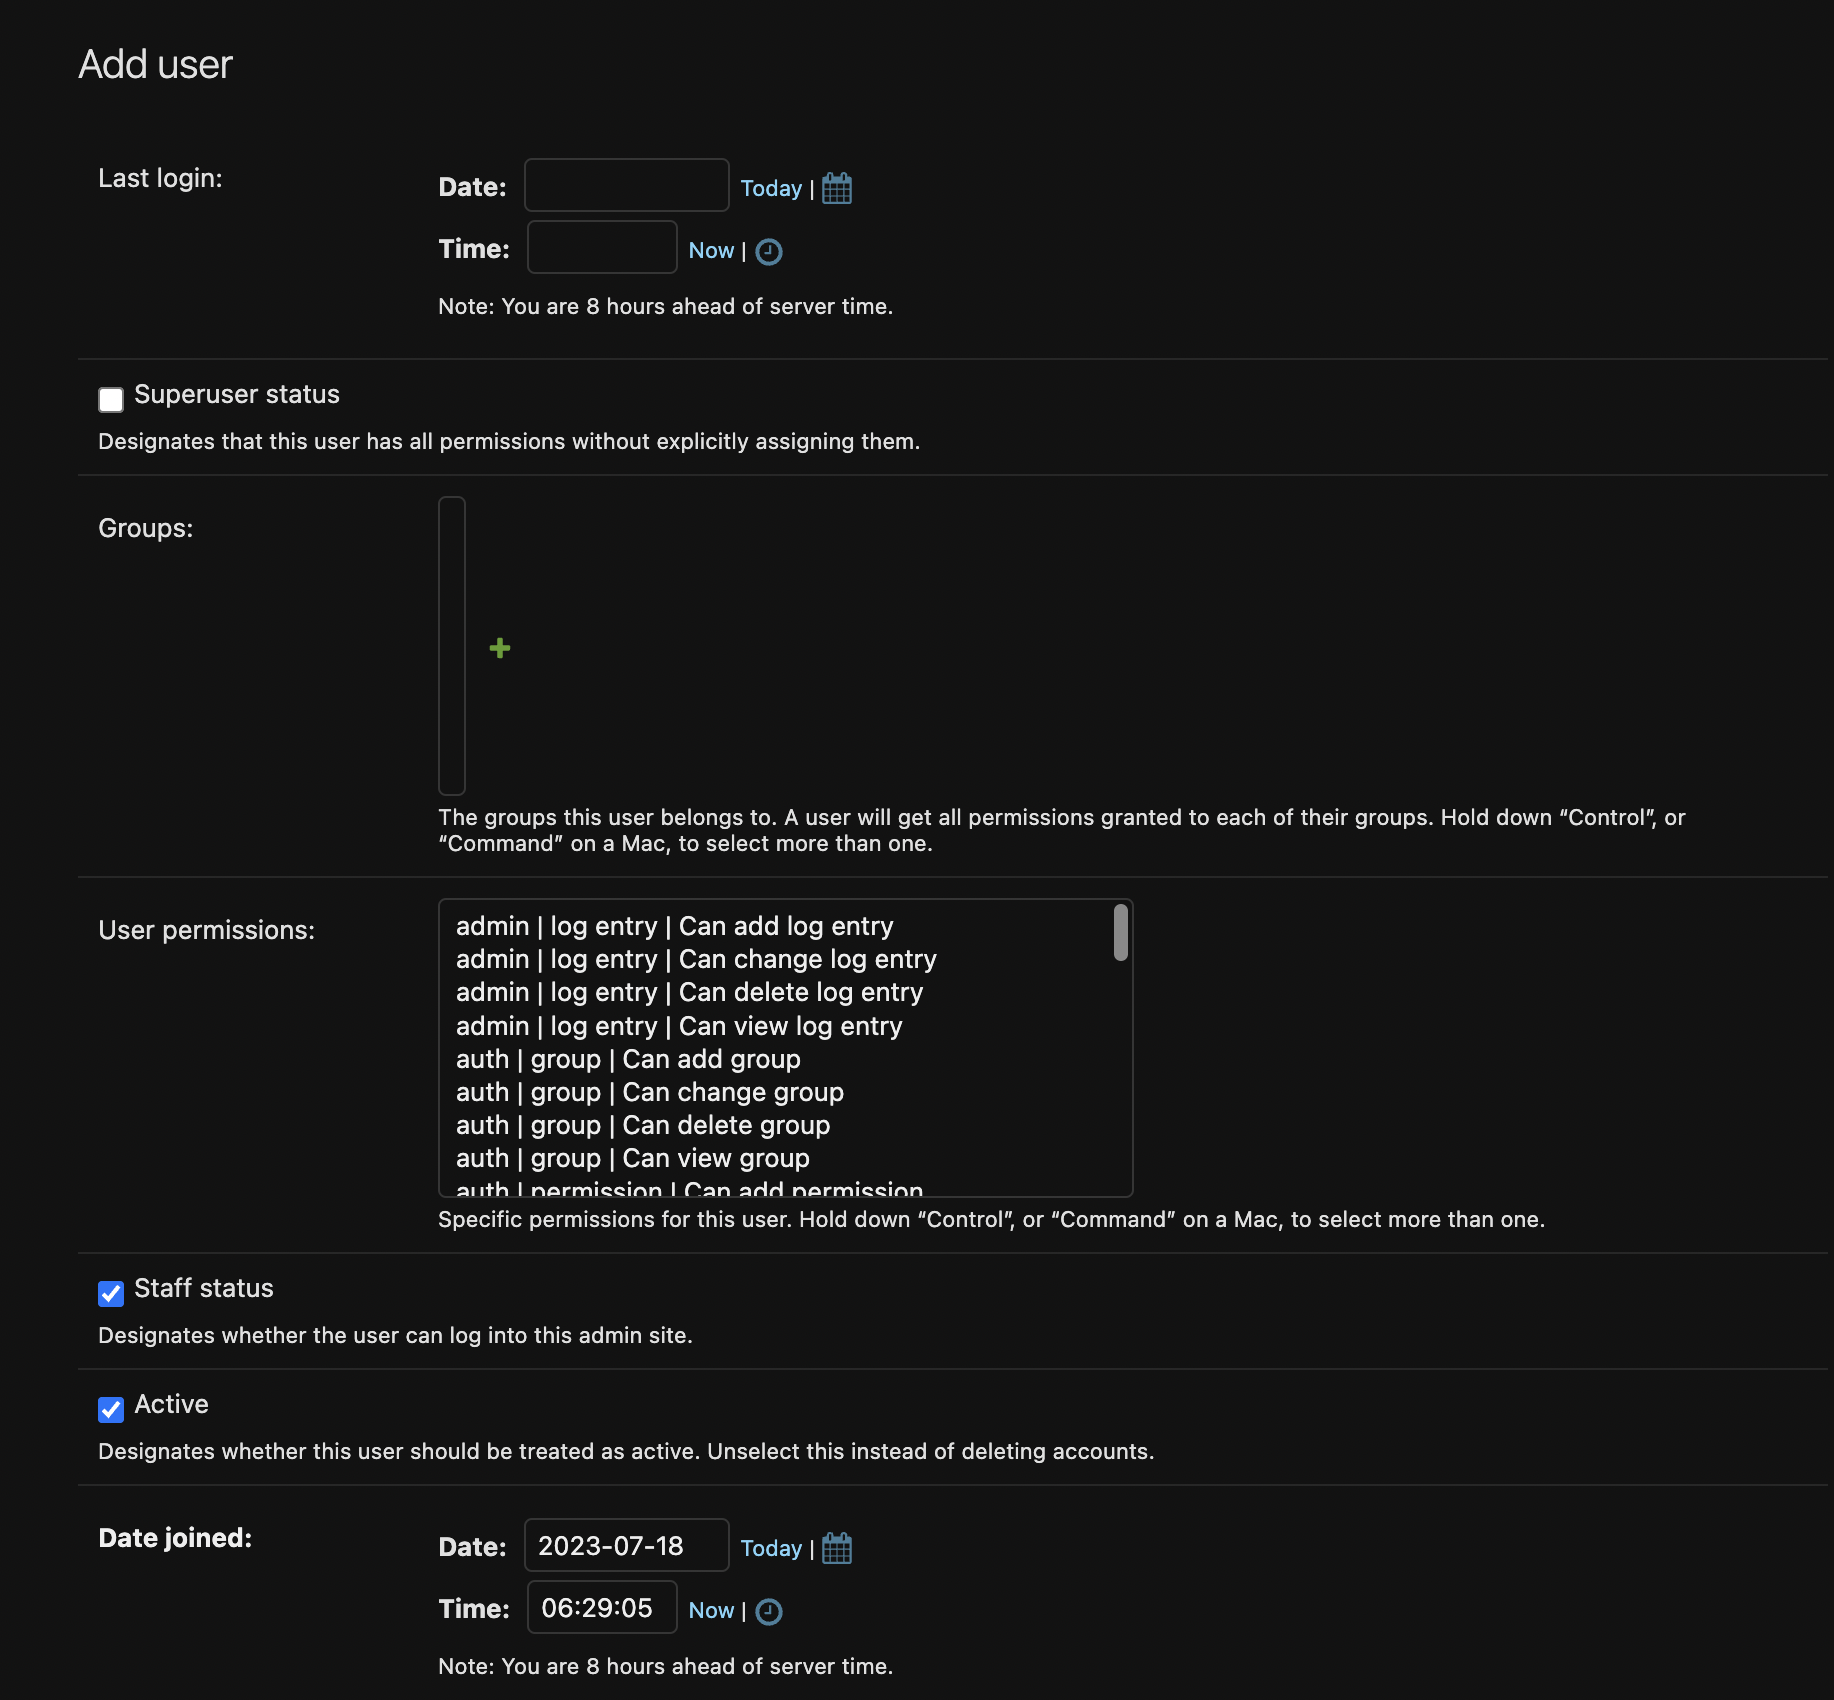 Add user
Last login:
Date: Today |
Time: Now |
Note: You are 8 hours ahead of server time.
Superuser status
Designates that this user has all permissions without explicitly assigning them.
Groups:
The groups this user belongs to. A user will get all permissions granted to each of their groups. Hold down “Control”, or
“Command” on a Mac, to select more than one.
User permissions:
admin | log entry | Can add log entry
admin | log entry | Can change log entry
admin | log entry | Can delete log entry
admin | log entry | Can view log entry
auth | group | Can add group
auth | group | Can change group
auth | group | Can delete group
auth | group | Can view group
auth | permission | Can add permission
Specific permissions for this user. Hold down “Control”, or “Command” on a Mac, to select more than one.
Staff status
Designates whether the user can log into this admin site.
Active
Designates whether this user should be treated as active. Unselect this instead of deleting accounts.
Date joined:
Date: 2023-07-18 Today |
Time: 06:29:05 Now |
Note: You are 8 hours ahead of server time.